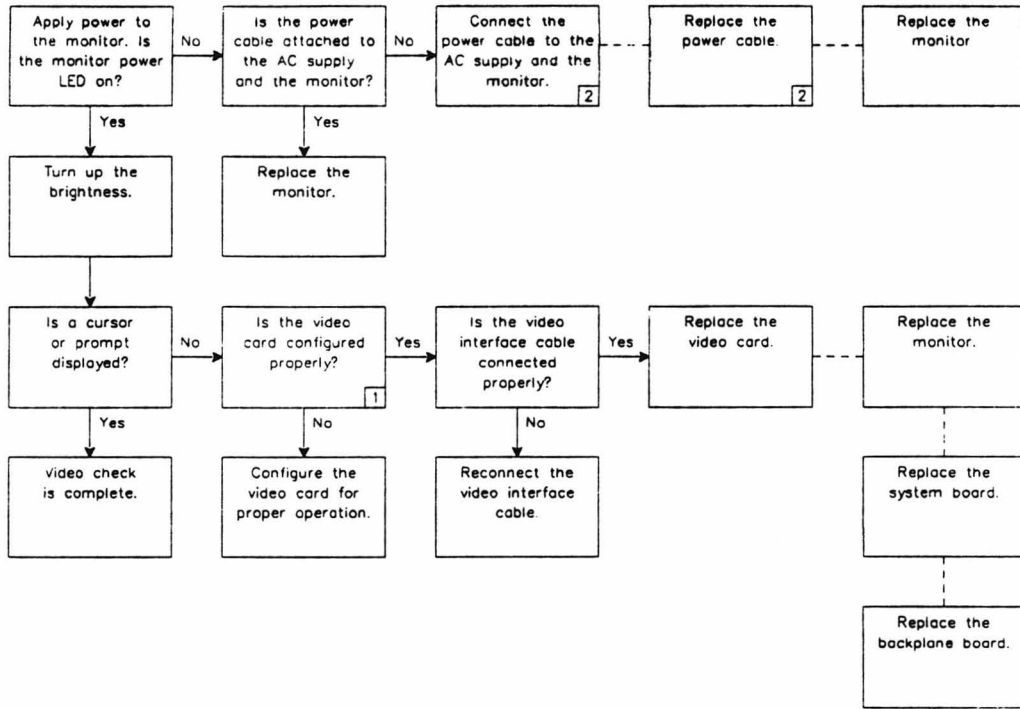 Apply power to
the monitor. Is
the monitor power
LED on?
No
Is the power
cable attached to
the AC supply
and the monitor?
No
Connect the
power cable to the
AC supply and the
monitor.
2
Replace the
power cable.
2
Replace the
monitor
Yes
Yes
Turn up the
brightness.
Replace the
monitor.
Is a cursor
or prompt
displayed?
No
Is the video
card configured
properly?
1
Yes
Is the video
interface cable
connected
properly?
Yes
Replace the
video card.
Replace the
monitor.
Yes
No
No
Video check
is complete.
Configure the
video card for
proper operation.
Reconnect the
video interface
cable.
Replace the
system board.
Replace the
backplane board.